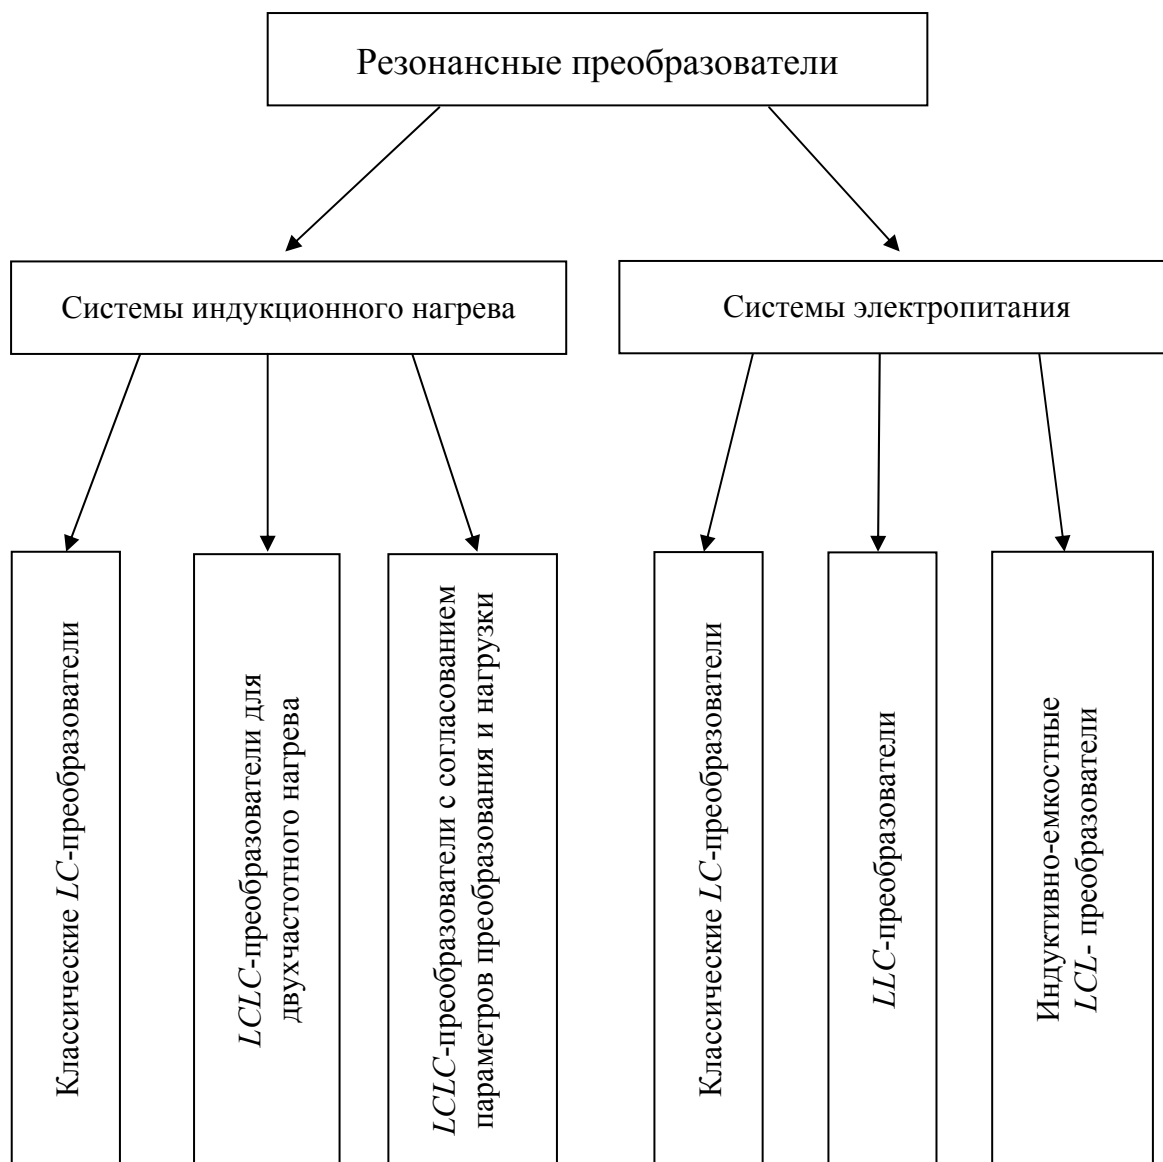 Резонансные преобразователи
Системы индукционного нагрева
Системы электропитания
Классические LC-преобразователи
LCLC-преобразователи для
двухчастотного нагрева
LCLC-преобразователи с согласованием
параметров преобразования и нагрузки
Классические LC-преобразователи
LLC-преобразователи
Индуктивно-емкостные
LCL- преобразователи